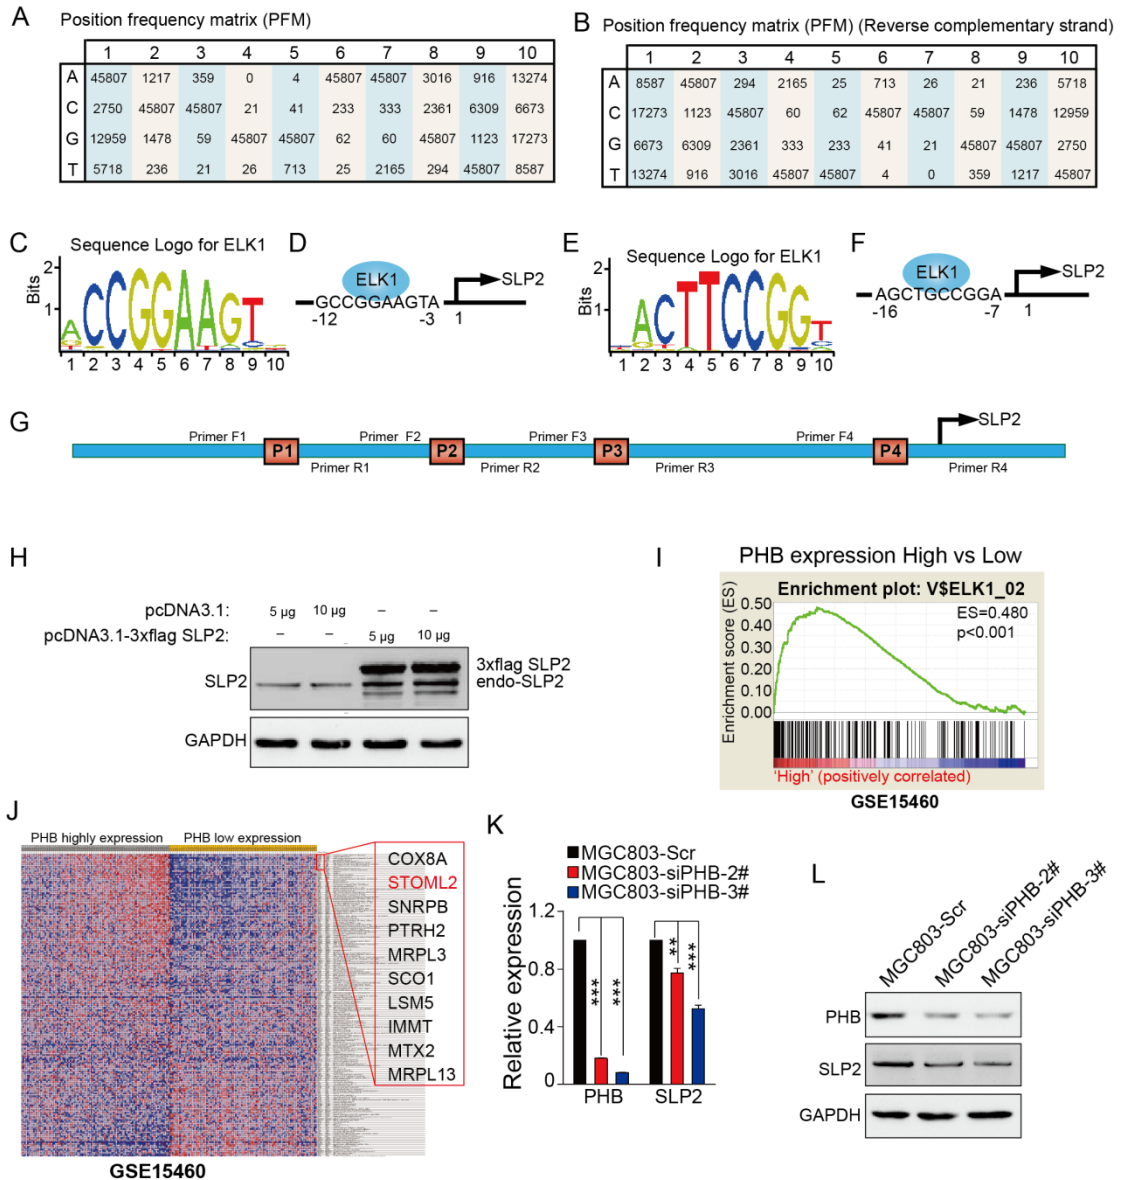 A
Position frequency matrix (PFM)
1 2 3 4 5 6 7 8 9 10
A 45807 1217 359 0 4 45807 45807 3016 916 13274
C 2750 45807 45807 21 41 233 333 2361 6309 6673
G 12959 1478 59 45807 45807 62 60 45807 1123 17273
T 5718 236 21 26 713 25 2165 294 45807 8587
B
Position frequency matrix (PFM) (Reverse complementary strand)
1 2 3 4 5 6 7 8 9 10
A 8587 45807 294 2165 25 713 26 21 236 5718
C 17273 1123 45807 60 62 45807 45807 59 1478 12959
G 6673 6309 2361 333 233 41 21 45807 45807 2750
T 13274 916 3016 45807 45807 4 0 359 1217 45807
C
Sequence Logo for ELK1
Bits
2
1
ACCGGAAGT
1 2 3 4 5 6 7 8 9 10
D
ELK1
SLP2
GCCGGAAGTA
-12 -3 1
E
Sequence Logo for ELK1
Bits
2
1
ACTTCCGGT
1 2 3 4 5 6 7 8 9 10
F
ELK1
SLP2
AGCTGCCGGA
-16 -7 1
G
SLP2
Primer F1 Primer F2 Primer F3 Primer F4
P1 P2 P3 P4
Primer R1 Primer R2 Primer R3 Primer R4
H
pcDNA3.1: 5 µg 10 µg – –
pcDNA3.1-3xflag SLP2: – – 5 µg 10 µg
SLP2
3xflag SLP2
endo-SLP2
GAPDH
I
PHB expression High vs Low
Enrichment plot: V$ELK1_02
Enrichment score (ES)
0.50
0.40
0.30
0.20
0.10
0.00
ES=0.480
p<0.001
'High' (positively correlated)
GSE15460
J
PHB highly expression PHB low expression
COX8A
STOML2
SNRPB
PTRH2
MRPL3
SCO1
LSM5
IMMT
MTX2
MRPL13
GSE15460
K
MGC803-Scr
MGC803-siPHB-2#
MGC803-siPHB-3#
Relative expression
1.2
0.8
0.4
0
*** *** ** ***
PHB SLP2
L
MGC803-Scr
MGC803-siPHB-2#
MGC803-siPHB-3#
PHB
SLP2
GAPDH